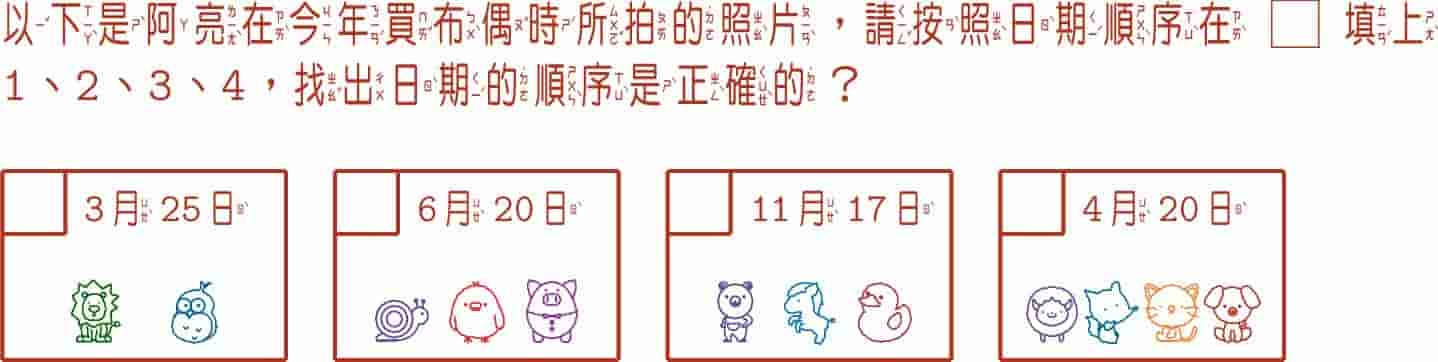 以下是阿亮在今年買布偶時所拍的照片，請按照日期順序在 □ 填上
1、2、3、4，找出日期的順序是正確的？
3月25日
6月20日
11月17日
4月20日